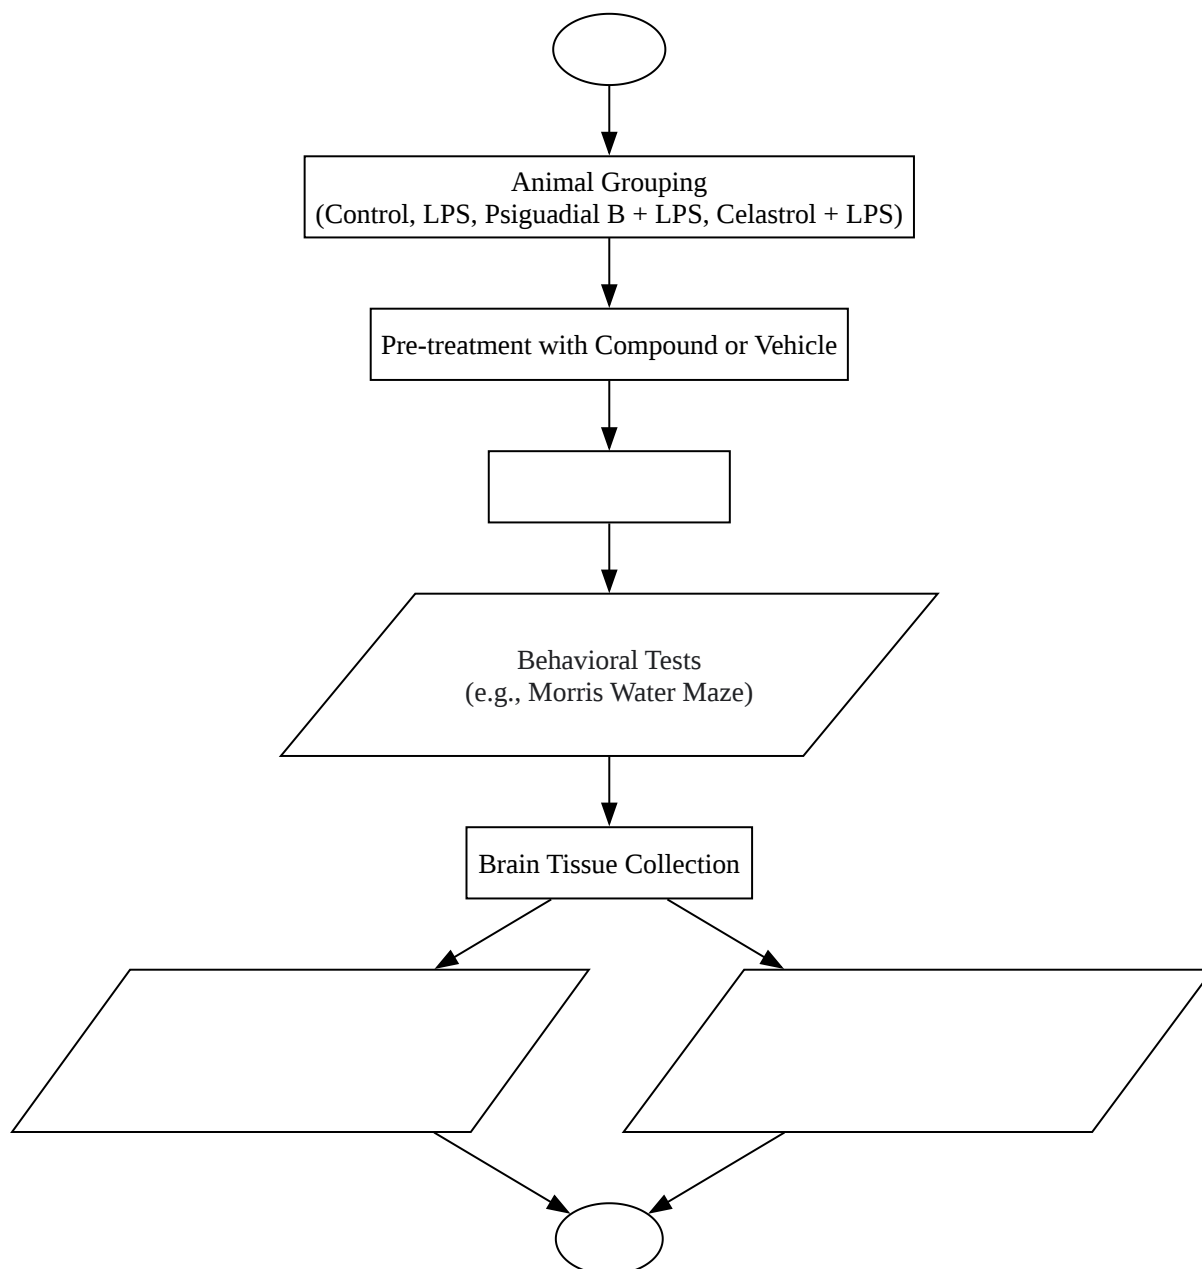 Animal Grouping
(Control, LPS, Psiguadial B + LPS, Celastrol + LPS)
Pre-treatment with Compound or Vehicle
Behavioral Tests
(e.g., Morris Water Maze)
Brain Tissue Collection